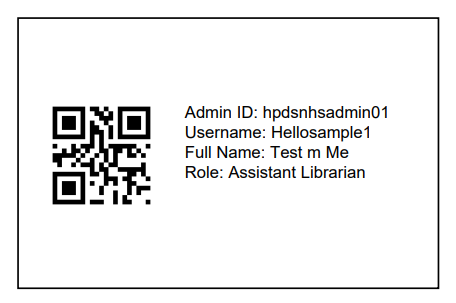 Admin ID: hpdsnhsadmin01
Username: Hellosample1
Full Name: Test m Me
Role: Assistant Librarian